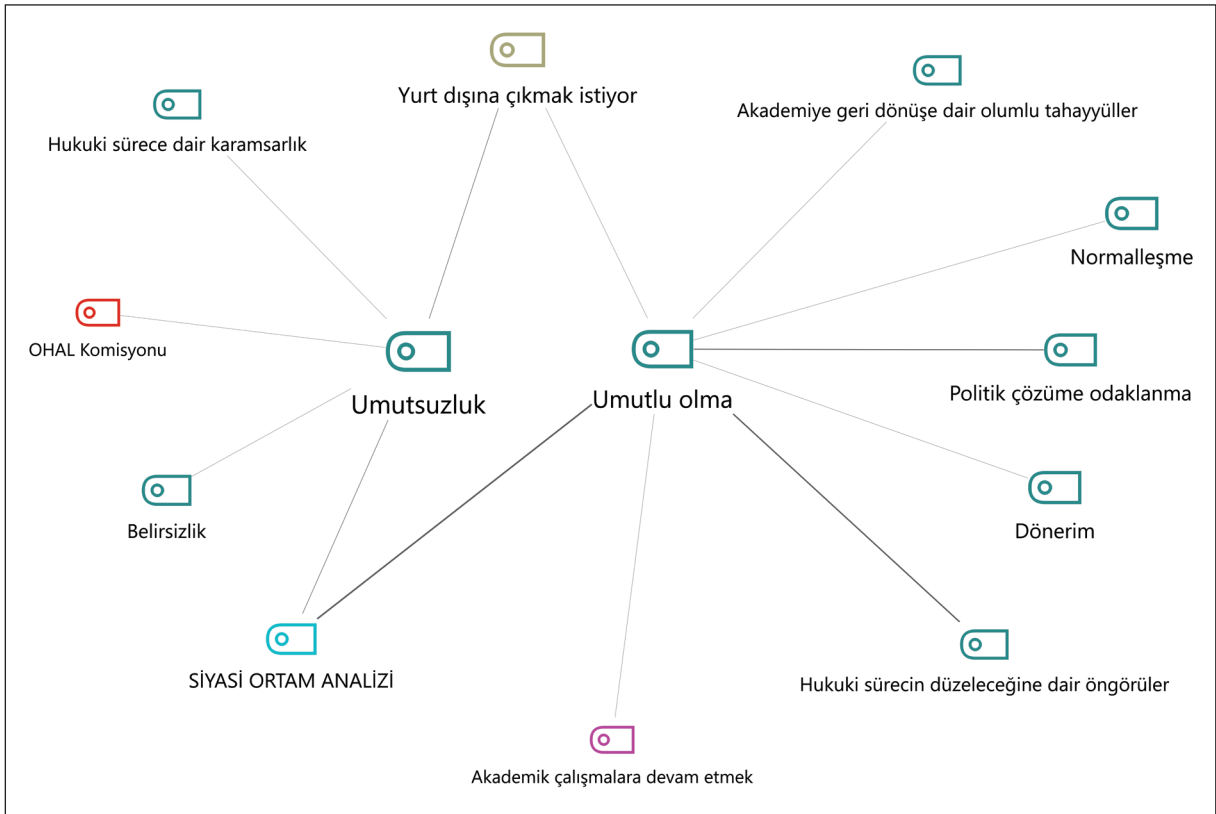 Yurt dışına çıkmak istiyor
Akademiye geri dönüşe dair olumlu tahayyüller
Hukuki sürece dair karamsarlık
Normalleşme
OHAL Komisyonu
Umutsuzluk
Umutlu olma
Politik çözüme odaklanma
Belirsizlik
Dönerim
SİYASİ ORTAM ANALİZİ
Hukuki sürecin düzeleceğine dair öngörüler
Akademik çalışmalara devam etmek